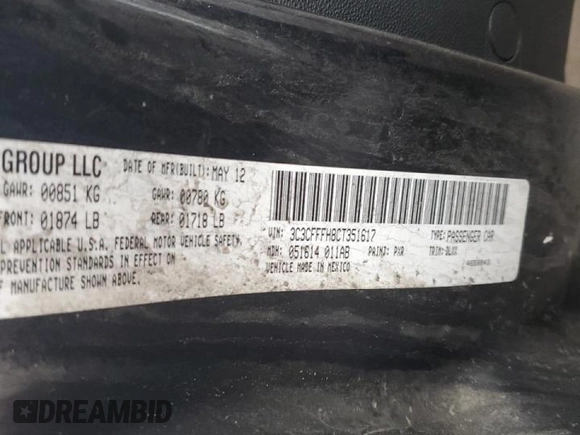 GROUP LLC DATE OF MFR(BUILT): MAY 12
GAWR: 00851 KG GAWR: 00780 KG
FRONT: 01874 LB REAR: 01718 LB
APPLICABLE U.S.A. FEDERAL MOTOR VEHICLE SAFETY,
PREVENTION STANDARDS IN EFFECT
OF MANUFACTURE SHOWN ABOVE.
VIN: 3C3CFFFH8CT351617 TYPE: PASSENGER CAR
MDH: 051614 011AB PAINT: PXR TRIM:
VEHICLE MADE IN MEXICO
DREAMBID